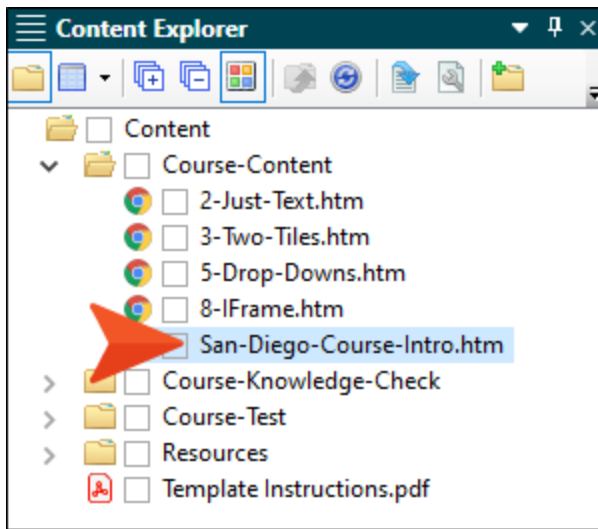 Content Explorer
Content
Course-Content
2-Just-Text.htm
3-Two-Tiles.htm
5-Drop-Downs.htm
8-IFrame.htm
San-Diego-Course-Intro.htm
Course-Knowledge-Check
Course-Test
Resources
Template Instructions.pdf